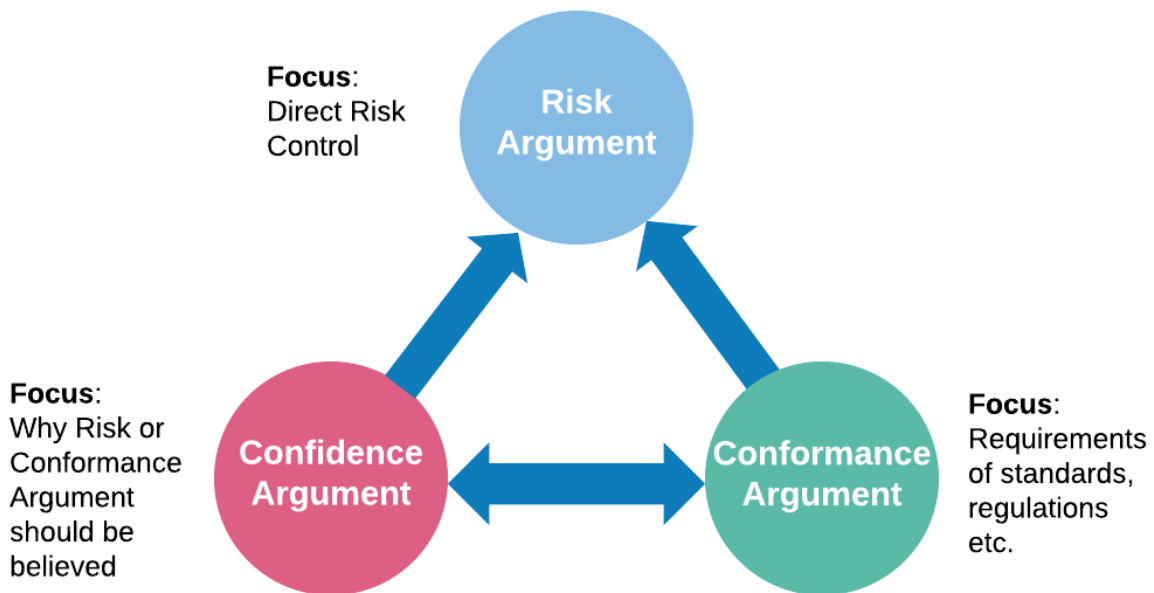 Focus:
Direct Risk
Control
Risk
Argument
Focus:
Why Risk or
Conformance
Argument
should be
believed
Confidence
Argument
Conformance
Argument
Focus:
Requirements
of standards,
regulations
etc.